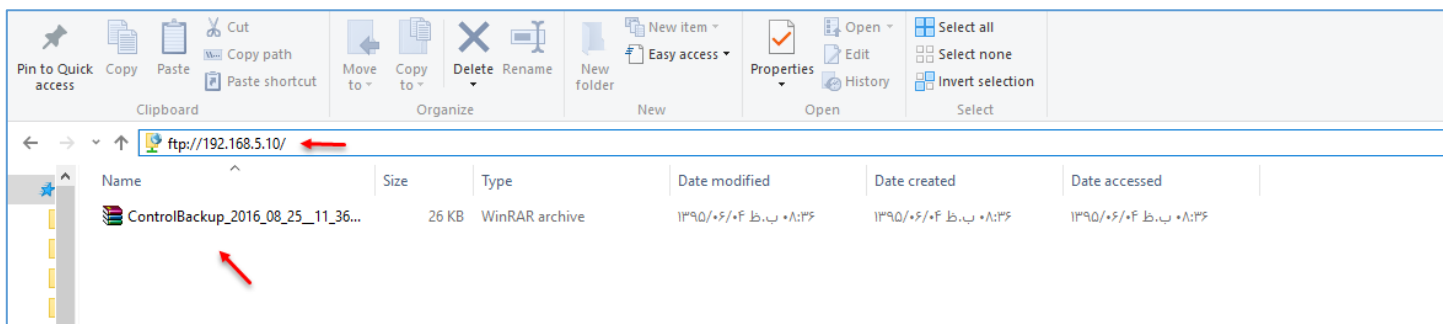 Pin to Quick access
Copy
Paste
Cut
Copy path
Paste shortcut
Clipboard
Move to
Copy to
Delete
Rename
Organize
New folder
New item
Easy access
New
Properties
Open
Edit
History
Open
Select all
Select none
Invert selection
Select
ftp://192.168.5.10/
Name Size Type Date modified Date created Date accessed
ControlBackup_2016_08_25__11_36... 26 KB WinRAR archive ۱۳۹۵/۰۶/۰۴ ب.ظ ۰۸:۳۶ ۱۳۹۵/۰۶/۰۴ ب.ظ ۰۸:۳۶ ۱۳۹۵/۰۶/۰۴ ب.ظ ۰۸:۳۶